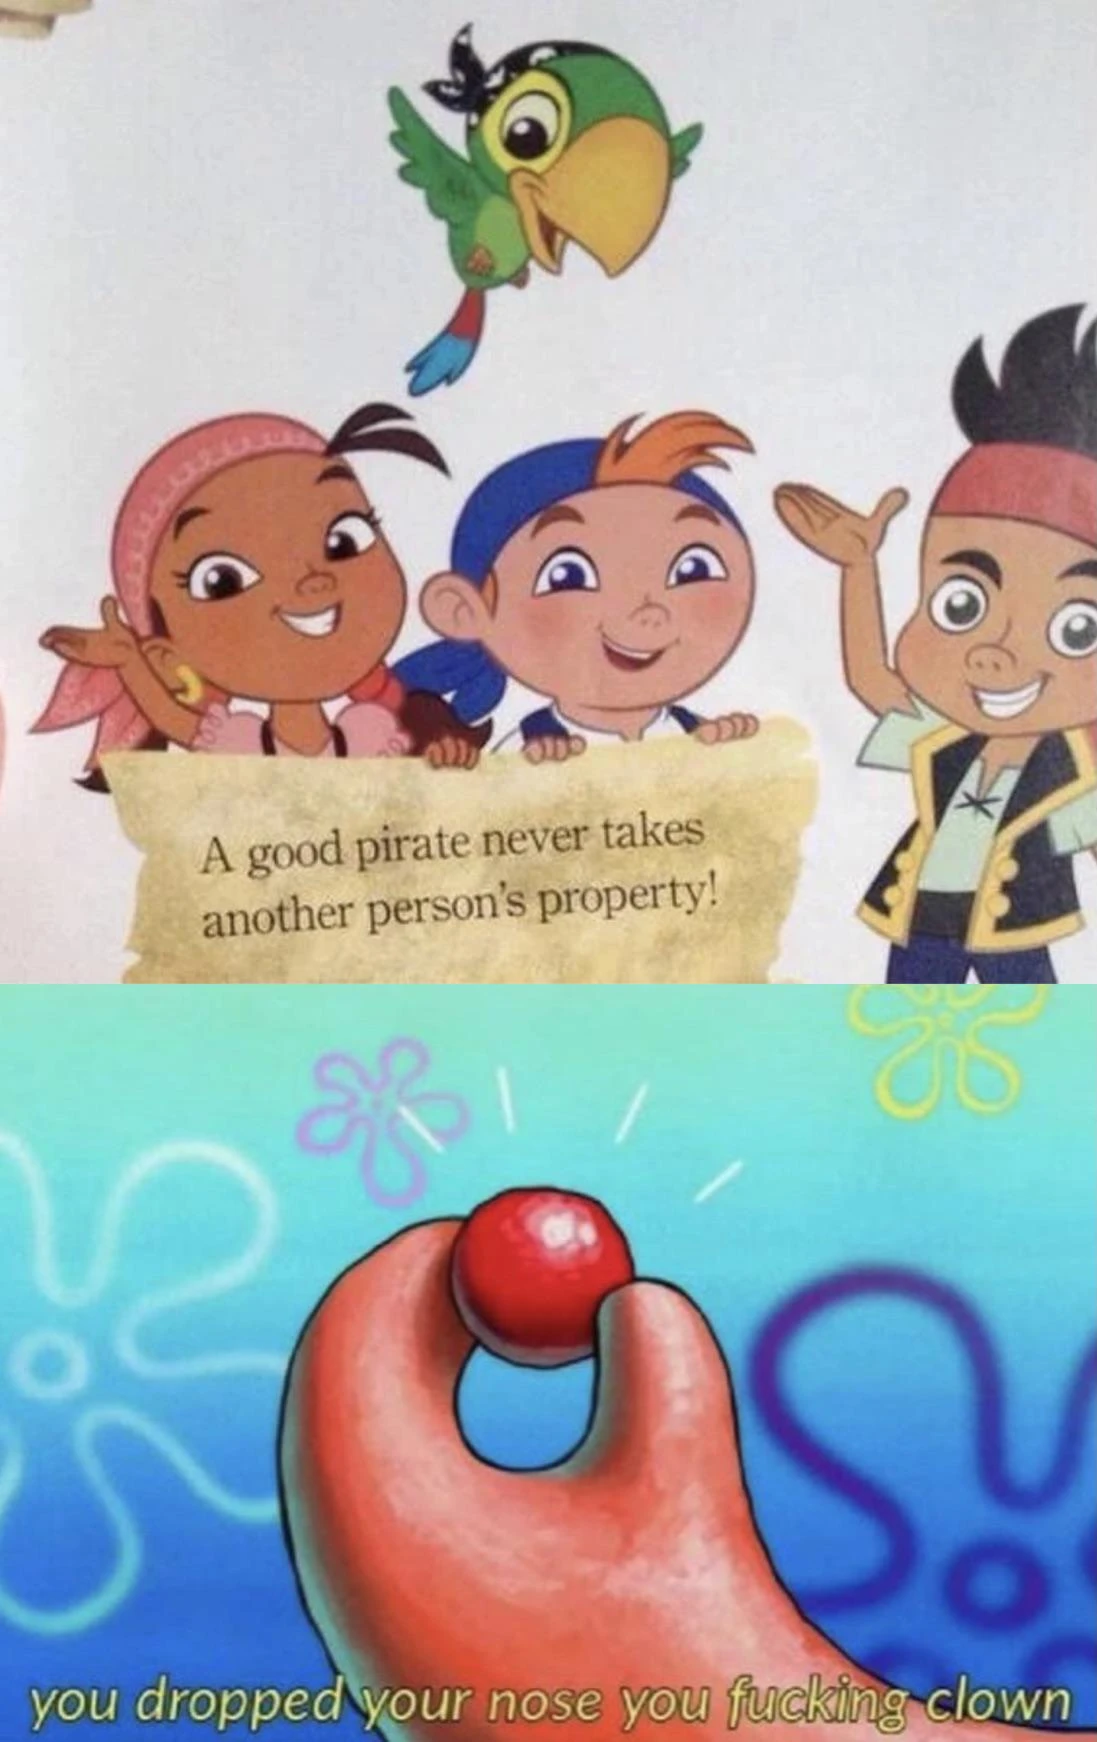 A good pirate never takes
another person's property!
you dropped your nose you fucking clown